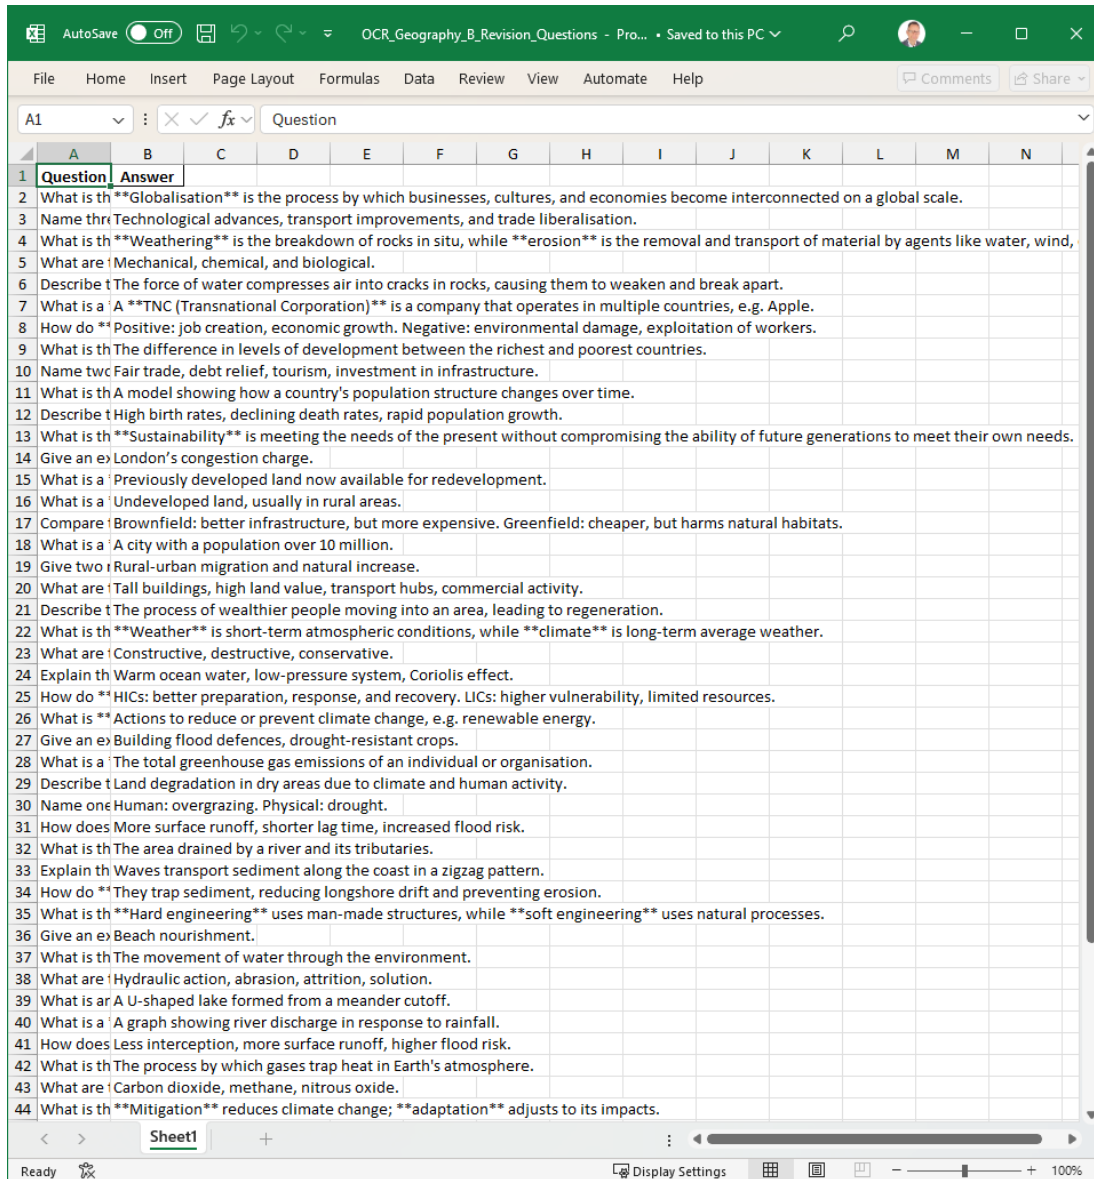 AutoSave Off OCR_Geography_B_Revision_Questions - Pro... • Saved to this PC
File Home Insert Page Layout Formulas Data Review View Automate Help Comments Share
A1 fx Question
A B C D E F G H I J K L M N
1 Question Answer
2 What is th **Globalisation** is the process by which businesses, cultures, and economies become interconnected on a global scale.
3 Name thre Technological advances, transport improvements, and trade liberalisation.
4 What is th **Weathering** is the breakdown of rocks in situ, while **erosion** is the removal and transport of material by agents like water, wind,
5 What are Mechanical, chemical, and biological.
6 Describe t The force of water compresses air into cracks in rocks, causing them to weaken and break apart.
7 What is a A **TNC (Transnational Corporation)** is a company that operates in multiple countries, e.g. Apple.
8 How do ** Positive: job creation, economic growth. Negative: environmental damage, exploitation of workers.
9 What is th The difference in levels of development between the richest and poorest countries.
10 Name two Fair trade, debt relief, tourism, investment in infrastructure.
11 What is th A model showing how a country's population structure changes over time.
12 Describe t High birth rates, declining death rates, rapid population growth.
13 What is th **Sustainability** is meeting the needs of the present without compromising the ability of future generations to meet their own needs.
14 Give an ex London’s congestion charge.
15 What is a Previously developed land now available for redevelopment.
16 What is a Undeveloped land, usually in rural areas.
17 Compare Brownfield: better infrastructure, but more expensive. Greenfield: cheaper, but harms natural habitats.
18 What is a A city with a population over 10 million.
19 Give two r Rural-urban migration and natural increase.
20 What are Tall buildings, high land value, transport hubs, commercial activity.
21 Describe t The process of wealthier people moving into an area, leading to regeneration.
22 What is th **Weather** is short-term atmospheric conditions, while **climate** is long-term average weather.
23 What are Constructive, destructive, conservative.
24 Explain th Warm ocean water, low-pressure system, Coriolis effect.
25 How do ** HICs: better preparation, response, and recovery. LICs: higher vulnerability, limited resources.
26 What is ** Actions to reduce or prevent climate change, e.g. renewable energy.
27 Give an ex Building flood defences, drought-resistant crops.
28 What is a The total greenhouse gas emissions of an individual or organisation.
29 Describe t Land degradation in dry areas due to climate and human activity.
30 Name one Human: overgrazing. Physical: drought.
31 How does More surface runoff, shorter lag time, increased flood risk.
32 What is th The area drained by a river and its tributaries.
33 Explain th Waves transport sediment along the coast in a zigzag pattern.
34 How do ** They trap sediment, reducing longshore drift and preventing erosion.
35 What is th **Hard engineering** uses man-made structures, while **soft engineering** uses natural processes.
36 Give an ex Beach nourishment.
37 What is th The movement of water through the environment.
38 What are Hydraulic action, abrasion, attrition, solution.
39 What is an A U-shaped lake formed from a meander cutoff.
40 What is a A graph showing river discharge in response to rainfall.
41 How does Less interception, more surface runoff, higher flood risk.
42 What is th The process by which gases trap heat in Earth's atmosphere.
43 What are Carbon dioxide, methane, nitrous oxide.
44 What is th **Mitigation** reduces climate change; **adaptation** adjusts to its impacts.
Sheet1
Ready Display Settings 100%